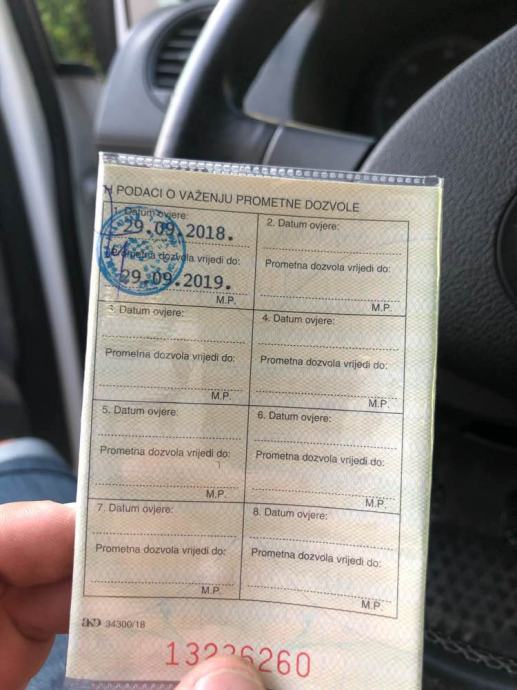 PODACI O VAŽENJU PROMETNE DOZVOLE
1. Datum ovjere:
29.09.2018.
Prometna dozvola vrijedi do:
29.09.2019.
M.P.
2. Datum ovjere:
Prometna dozvola vrijedi do:
M.P.
3. Datum ovjere:
Prometna dozvola vrijedi do:
M.P.
4. Datum ovjere:
Prometna dozvola vrijedi do:
M.P.
5. Datum ovjere:
Prometna dozvola vrijedi do:
M.P.
6. Datum ovjere:
Prometna dozvola vrijedi do:
M.P.
7. Datum ovjere:
Prometna dozvola vrijedi do:
M.P.
8. Datum ovjere:
Prometna dozvola vrijedi do:
M.P.
AKD 34300/18